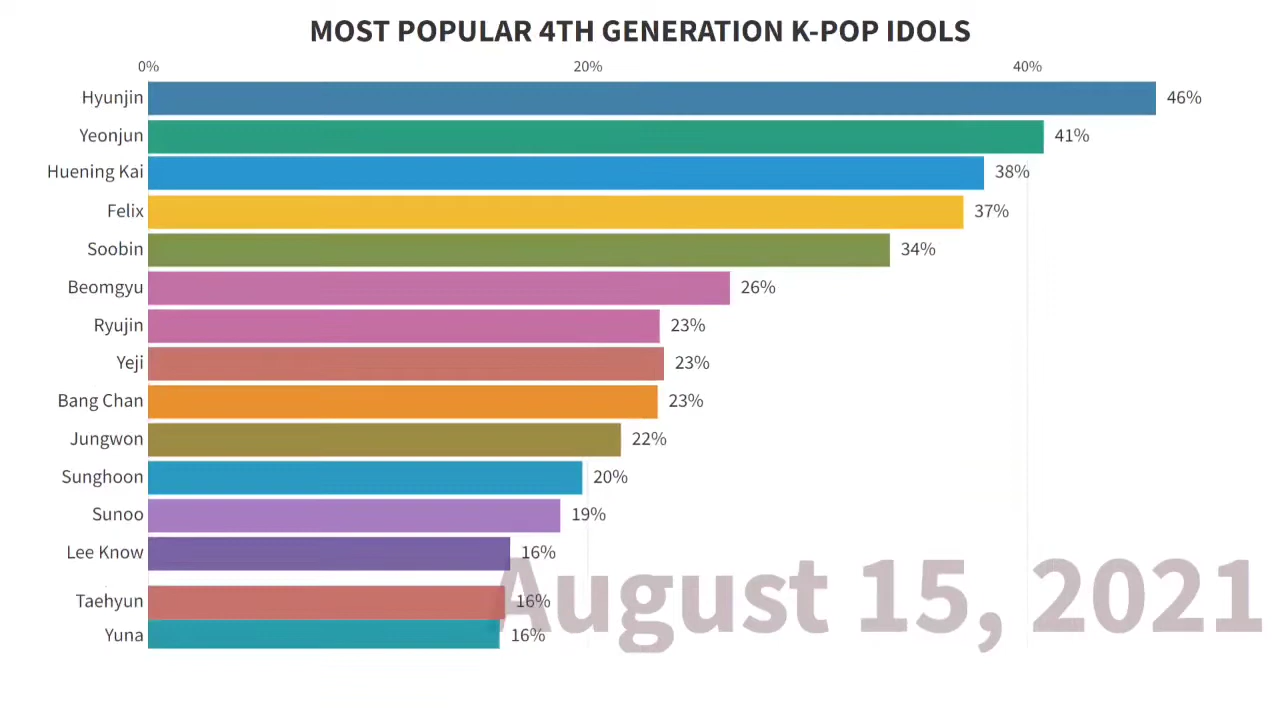 MOST POPULAR 4TH GENERATION K-POP IDOLS
0% 20% 40%
Hyunjin 46%
Yeonjun 41%
Huening Kai 38%
Felix 37%
Soobin 34%
Beomgyu 26%
Ryujin 23%
Yeji 23%
Bang Chan 23%
Jungwon 22%
Sunghoon 20%
Sunoo 19%
Lee Know 16%
Taehyun 16%
Yuna 16%
August 15, 2021